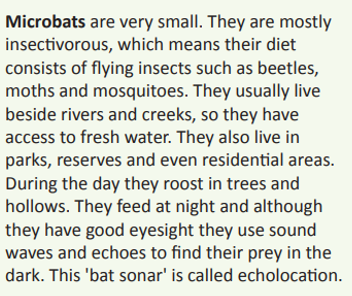 Microbats are very small. They are mostly
insectivorous, which means their diet
consists of flying insects such as beetles,
moths and mosquitoes. They usually live
beside rivers and creeks, so they have
access to fresh water. They also live in
parks, reserves and even residential areas.
During the day they roost in trees and
hollows. They feed at night and although
they have good eyesight they use sound
waves and echoes to find their prey in the
dark. This 'bat sonar' is called echolocation.